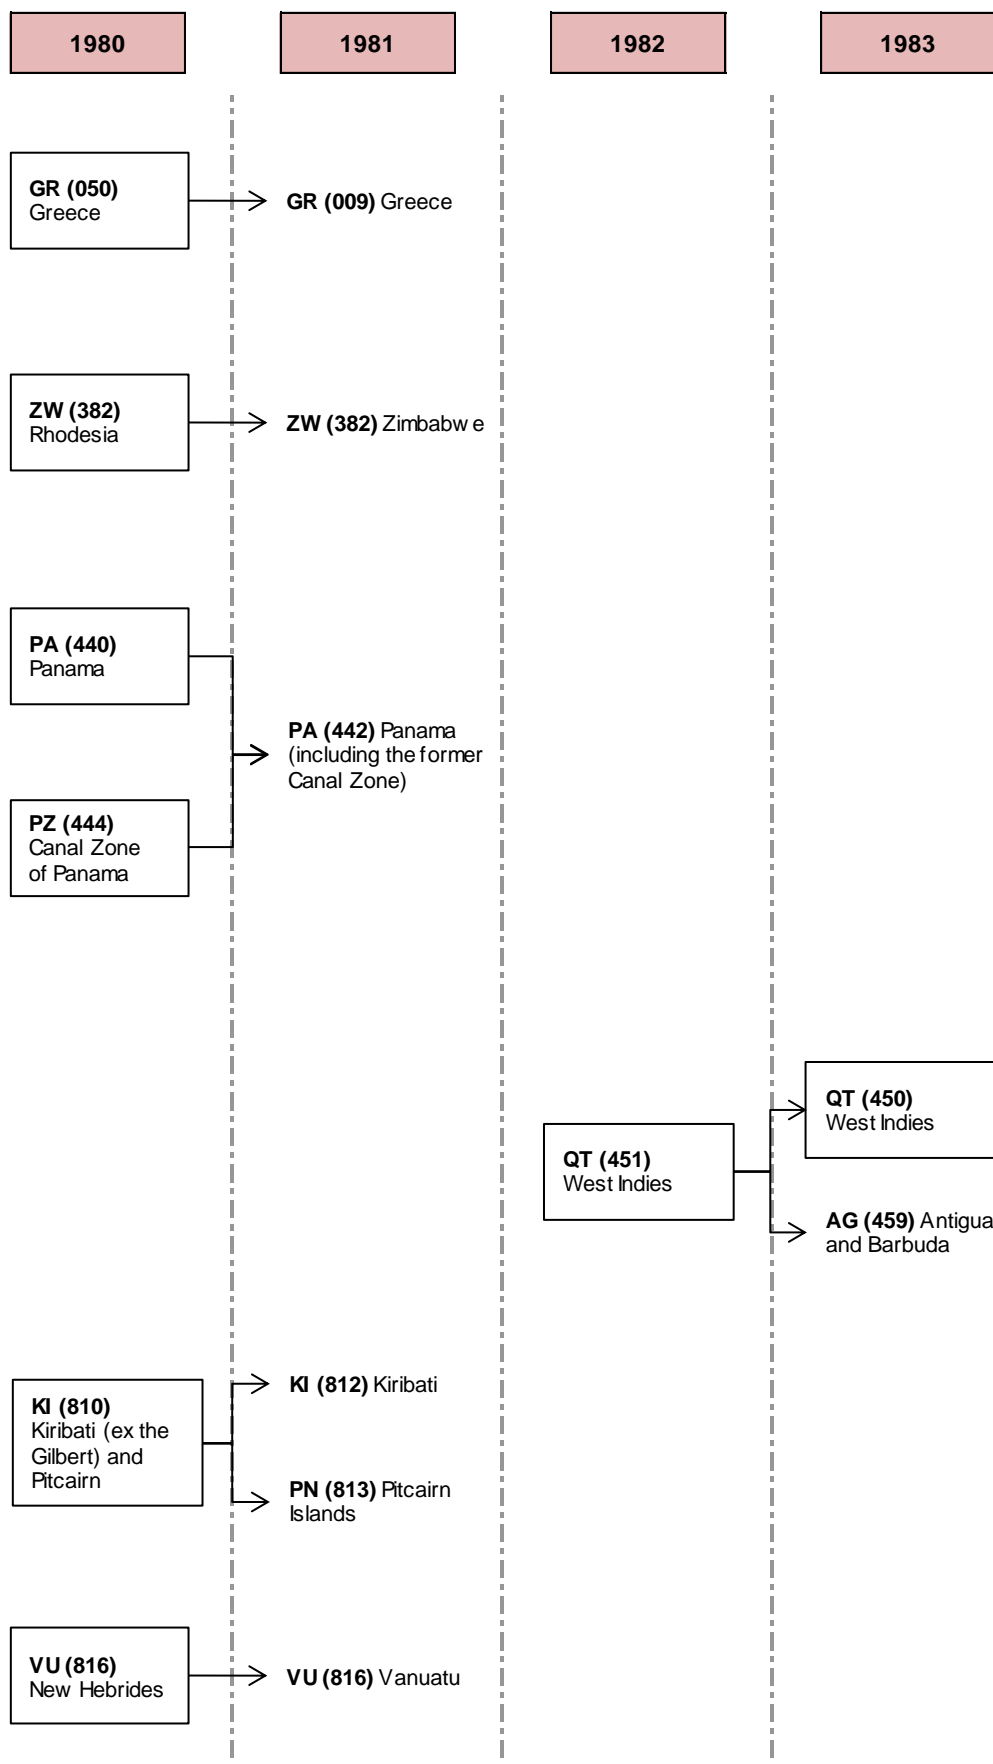 1980
1981
1982
1983
GR (050)
Greece
GR (009) Greece
ZW (382)
Rhodesia
ZW (382) Zimbabwe
PA (440)
Panama
PA (442) Panama
(including the former
Canal Zone)
PZ (444)
Canal Zone
of Panama
QT (451)
West Indies
QT (450)
West Indies
AG (459) Antigua
and Barbuda
KI (810)
Kiribati (ex the
Gilbert) and
Pitcairn
KI (812) Kiribati
PN (813) Pitcairn
Islands
VU (816)
New Hebrides
VU (816) Vanuatu